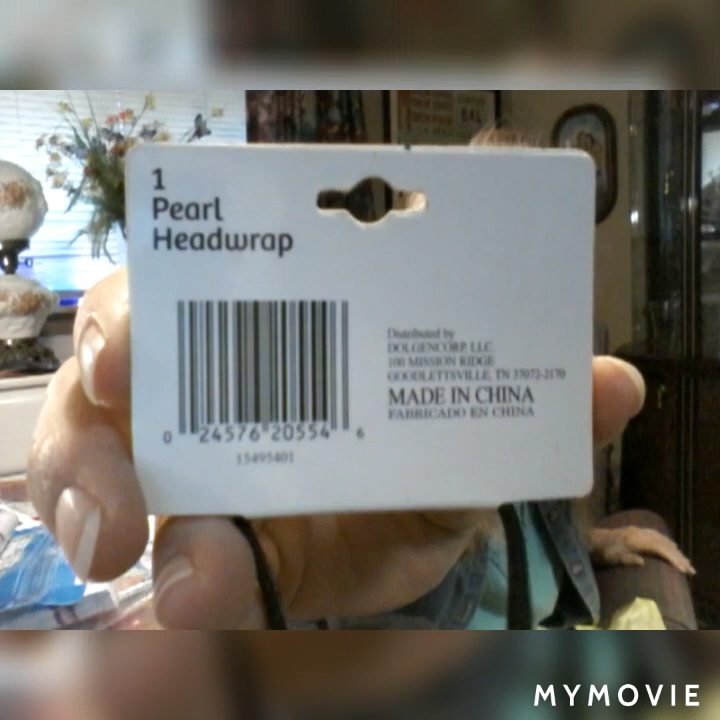 BAL
1
Pearl
Headwrap
Distributed by
DOLGENCORP, LLC.
100 MISSION RIDGE
GOODLETTSVILLE, TN 37072-2170
MADE IN CHINA
FABRICADO EN CHINA
0 24576 20554 6
15495401
MYMOVIE